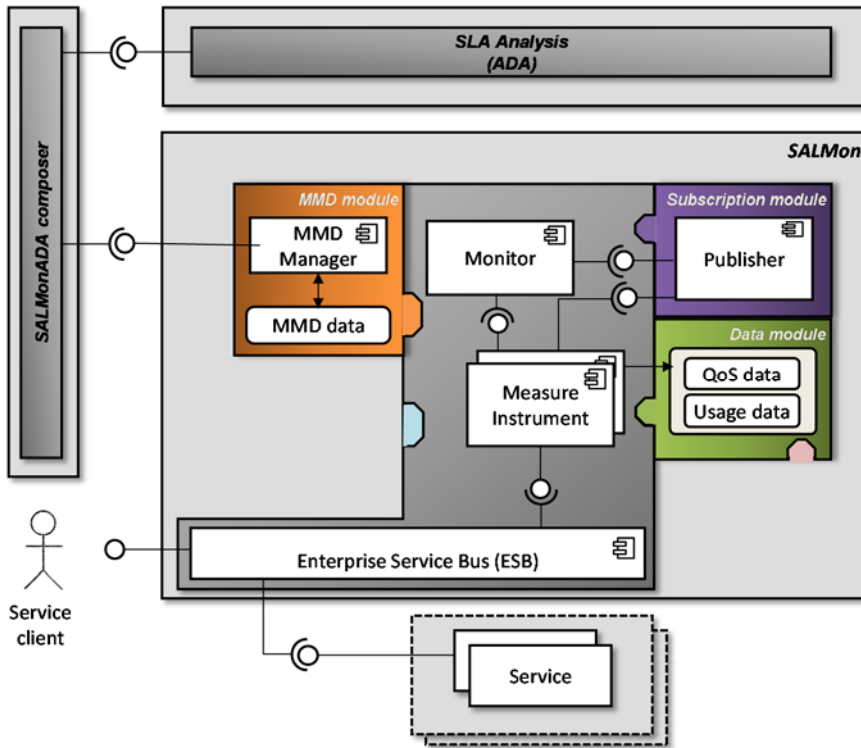 SLA Analysis
(ADA)
SALMonADA composer
SALMon
MMD module
Subscription module
MMD
Manager
Monitor
Publisher
MMD data
Data module
Measure
Instrument
QoS data
Usage data
Enterprise Service Bus (ESB)
Service
client
Service